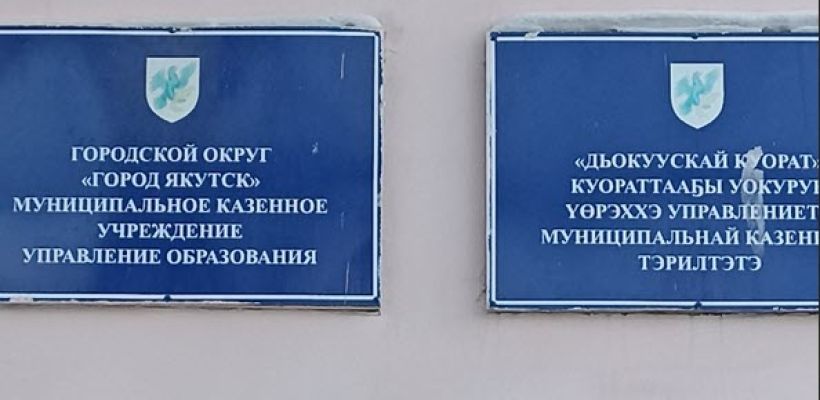 ГОРОДСКОЙ ОКРУГ
«ГОРОД ЯКУТСК»
МУНИЦИПАЛЬНОЕ КАЗЕННОЕ
УЧРЕЖДЕНИЕ
УПРАВЛЕНИЕ ОБРАЗОВАНИЯ
«ДЬОКУУСКАЙ КУОРАТ»
КУОРАТТААҔЫ
ҮӨРЭХХЭ
МУНИЦИПАЛЬНАЙ
ТЭРИЛТЭТЭ